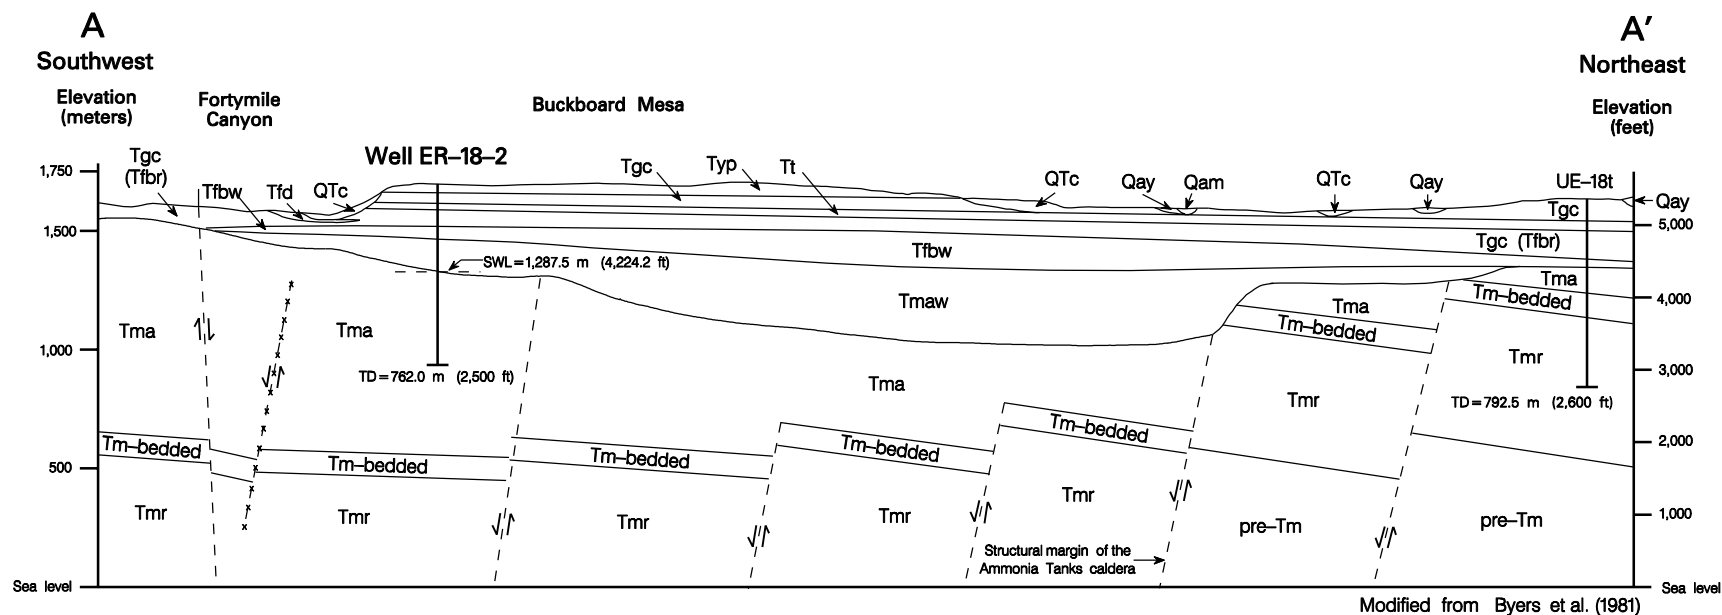 A
A′
Southwest
Northeast
Elevation
(meters)
Fortymile
Canyon
Buckboard Mesa
Elevation
(feet)
Well ER–18–2
Tgc
(Tfbr)
Tfbw
Tfd
QTc
Tgc
Typ
Tt
QTc
Qay
Qam
QTc
Qay
UE–18t
Qay
1,750
1,500
1,000
500
Sea level
5,000
4,000
3,000
2,000
1,000
Sea level
Tgc
Tgc (Tfbr)
Tfbw
SWL=1,287.5 m (4,224.2 ft)
Tmaw
Tma
Tm–bedded
Tma
Tm–bedded
Tma
Tma
Tmr
TD=762.0 m (2,500 ft)
Tma
Tmr
TD=792.5 m (2,600 ft)
Tm–bedded
Tm–bedded
Tm–bedded
Tm–bedded
Tm–bedded
Tmr
Tmr
Tmr
Tmr
Tmr
pre–Tm
pre–Tm
Structural margin of the
Ammonia Tanks caldera
Modified from Byers et al. (1981)